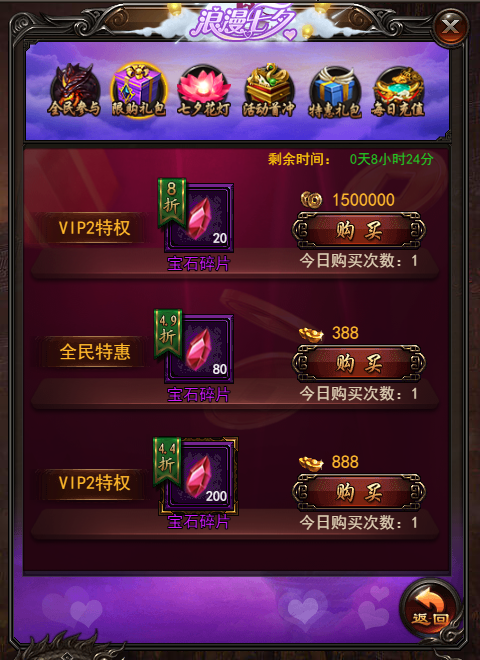 浪漫七夕
全民参与 限购礼包 七夕花灯 活动首冲 特惠礼包 每日充值
剩余时间： 0天8小时24分
8折
20
1500000
VIP2特权
购买
宝石碎片
今日购买次数：1
4.9折
80
388
全民特惠
购买
宝石碎片
今日购买次数：1
4.4折
200
888
VIP2特权
购买
宝石碎片
今日购买次数：1
返回